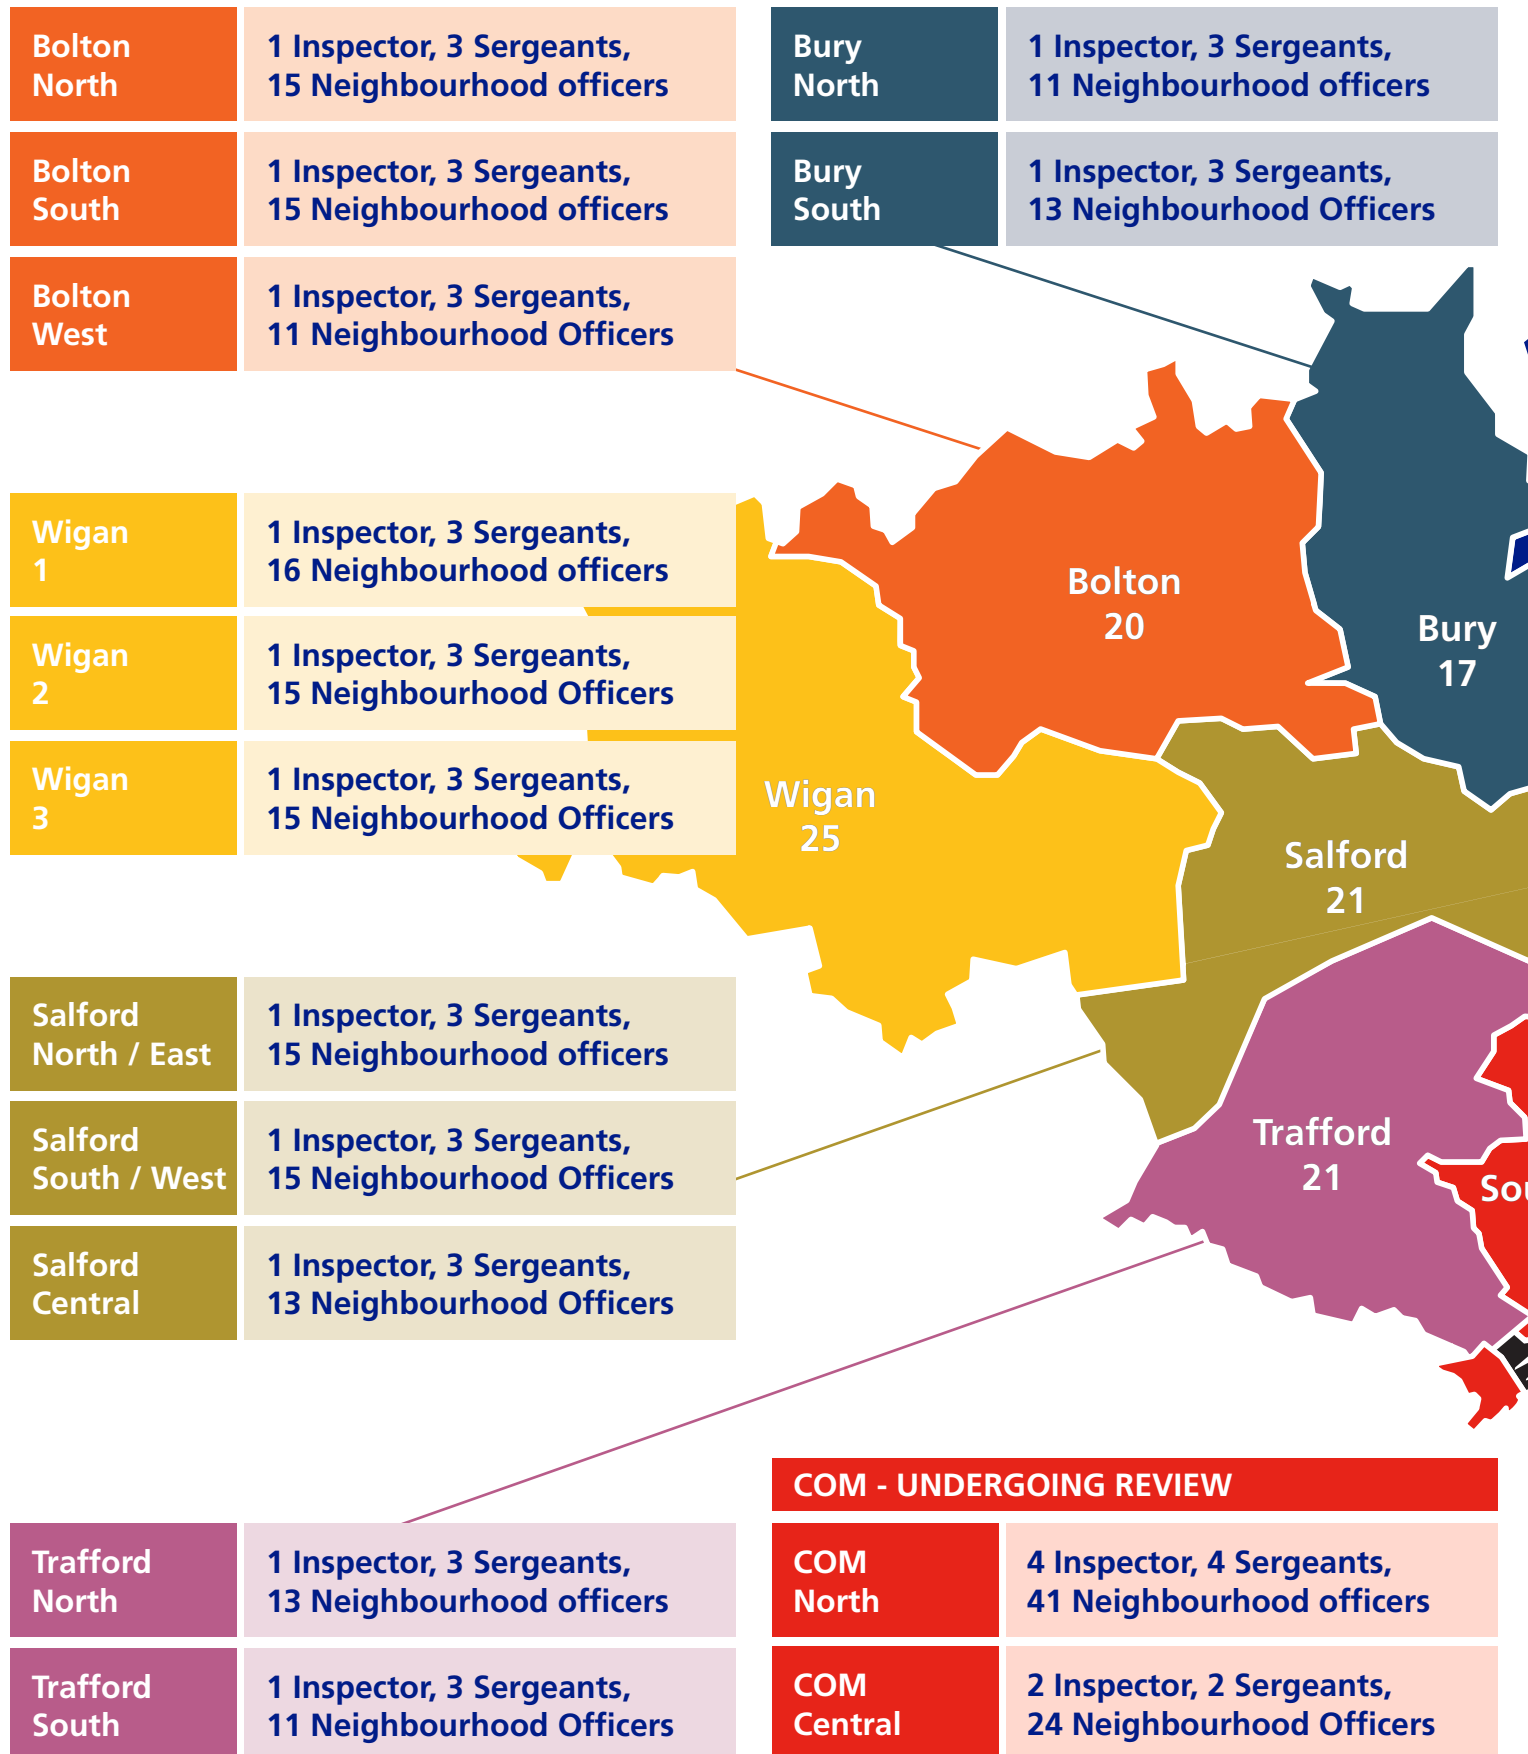 Bolton
North
1 Inspector, 3 Sergeants,
15 Neighbourhood officers
Bolton
South
1 Inspector, 3 Sergeants,
15 Neighbourhood officers
Bolton
West
1 Inspector, 3 Sergeants,
11 Neighbourhood Officers
Bury
North
1 Inspector, 3 Sergeants,
11 Neighbourhood officers
Bury
South
1 Inspector, 3 Sergeants,
13 Neighbourhood Officers
Wigan
1
1 Inspector, 3 Sergeants,
16 Neighbourhood officers
Wigan
2
1 Inspector, 3 Sergeants,
15 Neighbourhood Officers
Wigan
3
1 Inspector, 3 Sergeants,
15 Neighbourhood Officers
Bolton
20
Bury
17
Wigan
25
Salford
21
Trafford
21
Salford
North / East
1 Inspector, 3 Sergeants,
15 Neighbourhood officers
Salford
South / West
1 Inspector, 3 Sergeants,
15 Neighbourhood Officers
Salford
Central
1 Inspector, 3 Sergeants,
13 Neighbourhood Officers
Trafford
North
1 Inspector, 3 Sergeants,
13 Neighbourhood officers
Trafford
South
1 Inspector, 3 Sergeants,
11 Neighbourhood Officers
COM - UNDERGOING REVIEW
COM
North
4 Inspector, 4 Sergeants,
41 Neighbourhood officers
COM
Central
2 Inspector, 2 Sergeants,
24 Neighbourhood Officers